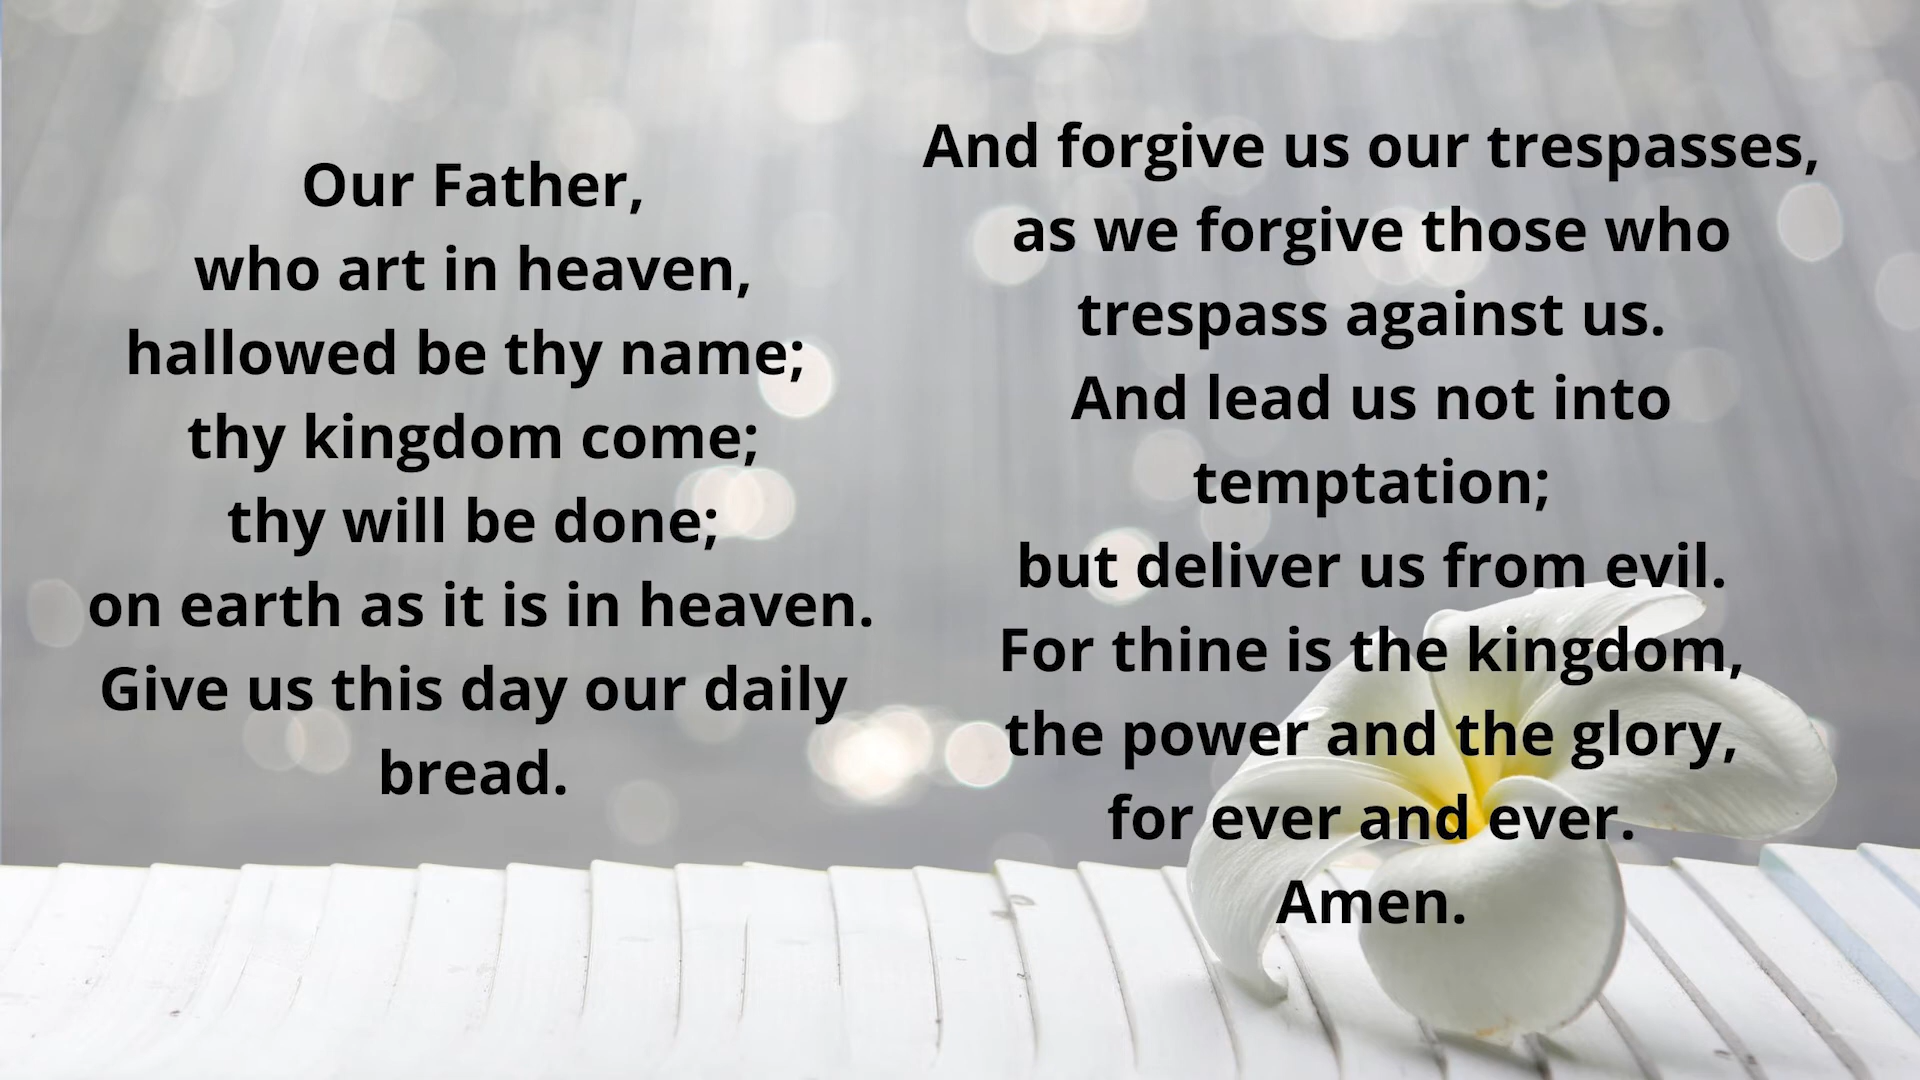 Our Father,
who art in heaven,
hallowed be thy name;
thy kingdom come;
thy will be done;
on earth as it is in heaven.
Give us this day our daily
bread.
And forgive us our trespasses,
as we forgive those who
trespass against us.
And lead us not into
temptation;
but deliver us from evil.
For thine is the kingdom,
the power and the glory,
for ever and ever.
Amen.